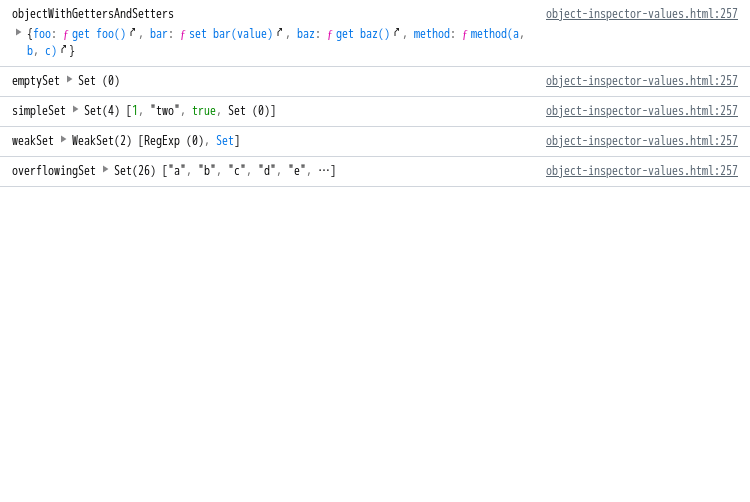 objectWithGettersAndSetters object-inspector-values.html:257
{foo: ƒ get foo(), bar: ƒ set bar(value), baz: ƒ get baz(), method: ƒ method(a,
b, c)}
emptySet Set (0) object-inspector-values.html:257
simpleSet Set(4) [1, "two", true, Set (0)] object-inspector-values.html:257
weakSet WeakSet(2) [RegExp (0), Set] object-inspector-values.html:257
overflowingSet Set(26) ["a", "b", "c", "d", "e", …] object-inspector-values.html:257